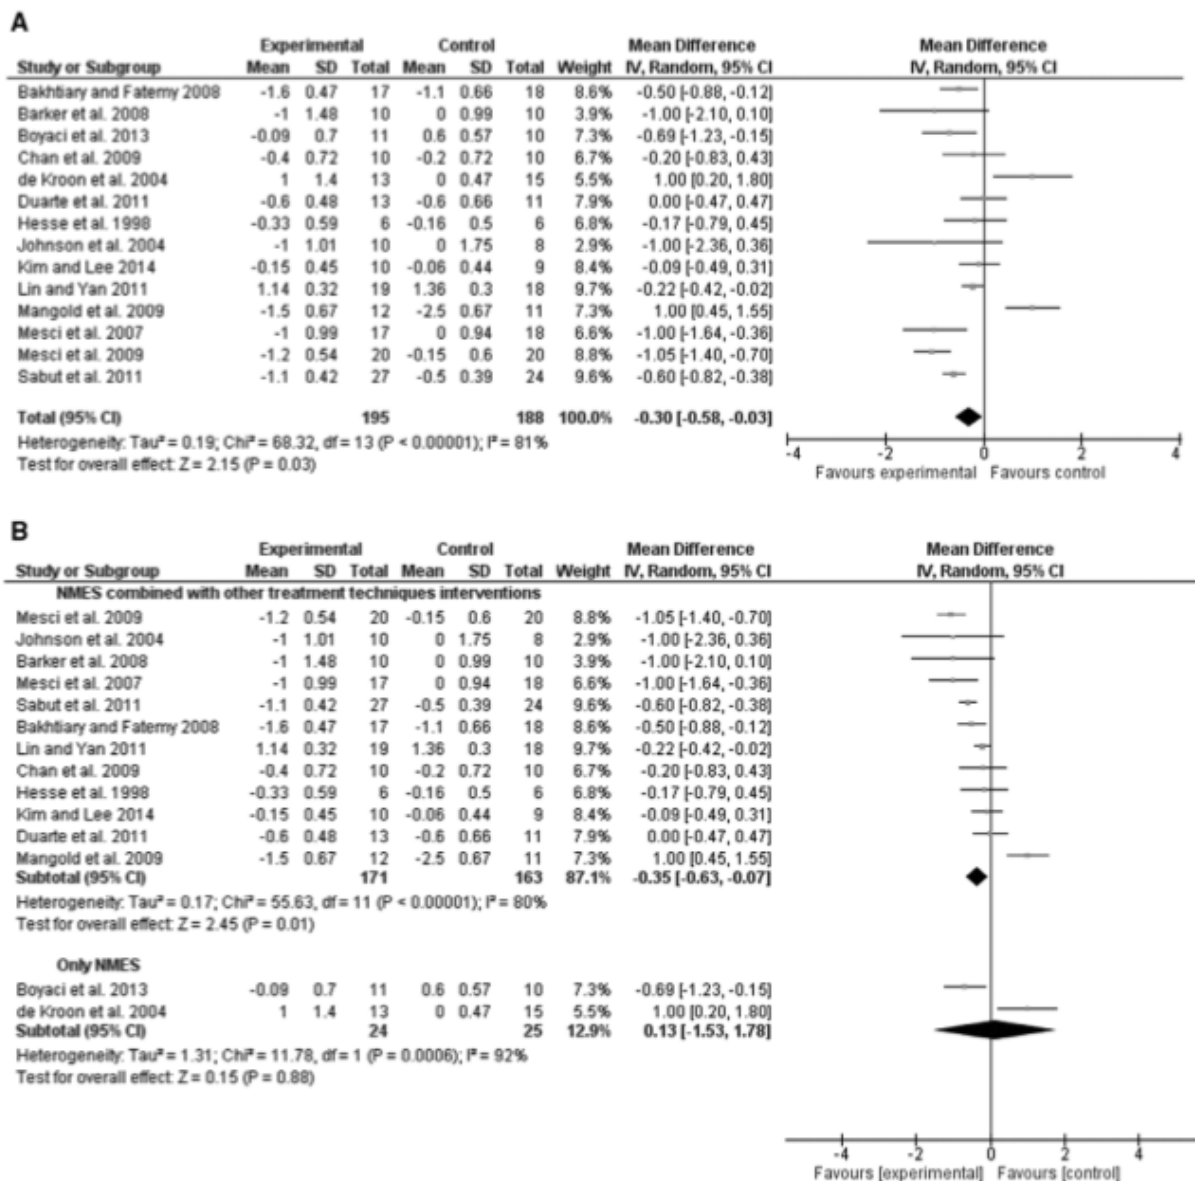 A
Experimental Control Mean Difference Mean Difference
Study or Subgroup Mean SD Total Mean SD Total Weight IV, Random, 95% CI IV, Random, 95% CI
Bakhtiary and Fatemy 2008 -1.6 0.47 17 -1.1 0.66 18 8.6% -0.50 [-0.88, -0.12]
Barker et al. 2008 -1 1.48 10 0 0.99 10 3.9% -1.00 [-2.10, 0.10]
Boyaci et al. 2013 -0.09 0.7 11 0.6 0.57 10 7.3% -0.69 [-1.23, -0.15]
Chan et al. 2009 -0.4 0.72 10 -0.2 0.72 10 6.7% -0.20 [-0.83, 0.43]
de Kroon et al. 2004 1 1.4 13 0 0.47 15 5.5% 1.00 [0.20, 1.80]
Duarte et al. 2011 -0.6 0.48 13 -0.6 0.66 11 7.9% 0.00 [-0.47, 0.47]
Hesse et al. 1998 -0.33 0.59 6 -0.16 0.5 6 6.8% -0.17 [-0.79, 0.45]
Johnson et al. 2004 -1 1.01 10 0 1.75 8 2.9% -1.00 [-2.36, 0.36]
Kim and Lee 2014 -0.15 0.45 10 -0.06 0.44 9 8.4% -0.09 [-0.49, 0.31]
Lin and Yan 2011 1.14 0.32 19 1.36 0.3 18 9.7% -0.22 [-0.42, -0.02]
Mangold et al. 2009 -1.5 0.67 12 -2.5 0.67 11 7.3% 1.00 [0.45, 1.55]
Mesci et al. 2007 -1 0.99 17 0 0.94 18 6.6% -1.00 [-1.64, -0.36]
Mesci et al. 2009 -1.2 0.54 20 -0.15 0.6 20 8.8% -1.05 [-1.40, -0.70]
Sabut et al. 2011 -1.1 0.42 27 -0.5 0.39 24 9.6% -0.60 [-0.82, -0.38]
Total (95% CI) 195 188 100.0% -0.30 [-0.58, -0.03]
Heterogeneity: Tau² = 0.19; Chi² = 68.32, df = 13 (P < 0.00001); I² = 81%
Test for overall effect: Z = 2.15 (P = 0.03)
-4 -2 0 2 4
Favours experimental Favours control
B
Experimental Control Mean Difference Mean Difference
Study or Subgroup Mean SD Total Mean SD Total Weight IV, Random, 95% CI IV, Random, 95% CI
NMES combined with other treatment techniques interventions
Mesci et al. 2009 -1.2 0.54 20 -0.15 0.6 20 8.8% -1.05 [-1.40, -0.70]
Johnson et al. 2004 -1 1.01 10 0 1.75 8 2.9% -1.00 [-2.36, 0.36]
Barker et al. 2008 -1 1.48 10 0 0.99 10 3.9% -1.00 [-2.10, 0.10]
Mesci et al. 2007 -1 0.99 17 0 0.94 18 6.6% -1.00 [-1.64, -0.36]
Sabut et al. 2011 -1.1 0.42 27 -0.5 0.39 24 9.6% -0.60 [-0.82, -0.38]
Bakhtiary and Fatemy 2008 -1.6 0.47 17 -1.1 0.66 18 8.6% -0.50 [-0.88, -0.12]
Lin and Yan 2011 1.14 0.32 19 1.36 0.3 18 9.7% -0.22 [-0.42, -0.02]
Chan et al. 2009 -0.4 0.72 10 -0.2 0.72 10 6.7% -0.20 [-0.83, 0.43]
Hesse et al. 1998 -0.33 0.59 6 -0.16 0.5 6 6.8% -0.17 [-0.79, 0.45]
Kim and Lee 2014 -0.15 0.45 10 -0.06 0.44 9 8.4% -0.09 [-0.49, 0.31]
Duarte et al. 2011 -0.6 0.48 13 -0.6 0.66 11 7.9% 0.00 [-0.47, 0.47]
Mangold et al. 2009 -1.5 0.67 12 -2.5 0.67 11 7.3% 1.00 [0.45, 1.55]
Subtotal (95% CI) 171 163 87.1% -0.35 [-0.63, -0.07]
Heterogeneity: Tau² = 0.17; Chi² = 55.63, df = 11 (P < 0.00001); I² = 80%
Test for overall effect: Z = 2.45 (P = 0.01)
Only NMES
Boyaci et al. 2013 -0.09 0.7 11 0.6 0.57 10 7.3% -0.69 [-1.23, -0.15]
de Kroon et al. 2004 1 1.4 13 0 0.47 15 5.5% 1.00 [0.20, 1.80]
Subtotal (95% CI) 24 25 12.9% 0.13 [-1.53, 1.78]
Heterogeneity: Tau² = 1.31; Chi² = 11.78, df = 1 (P = 0.0006); I² = 92%
Test for overall effect: Z = 0.15 (P = 0.88)
-4 -2 0 2 4
Favours [experimental] Favours [control]